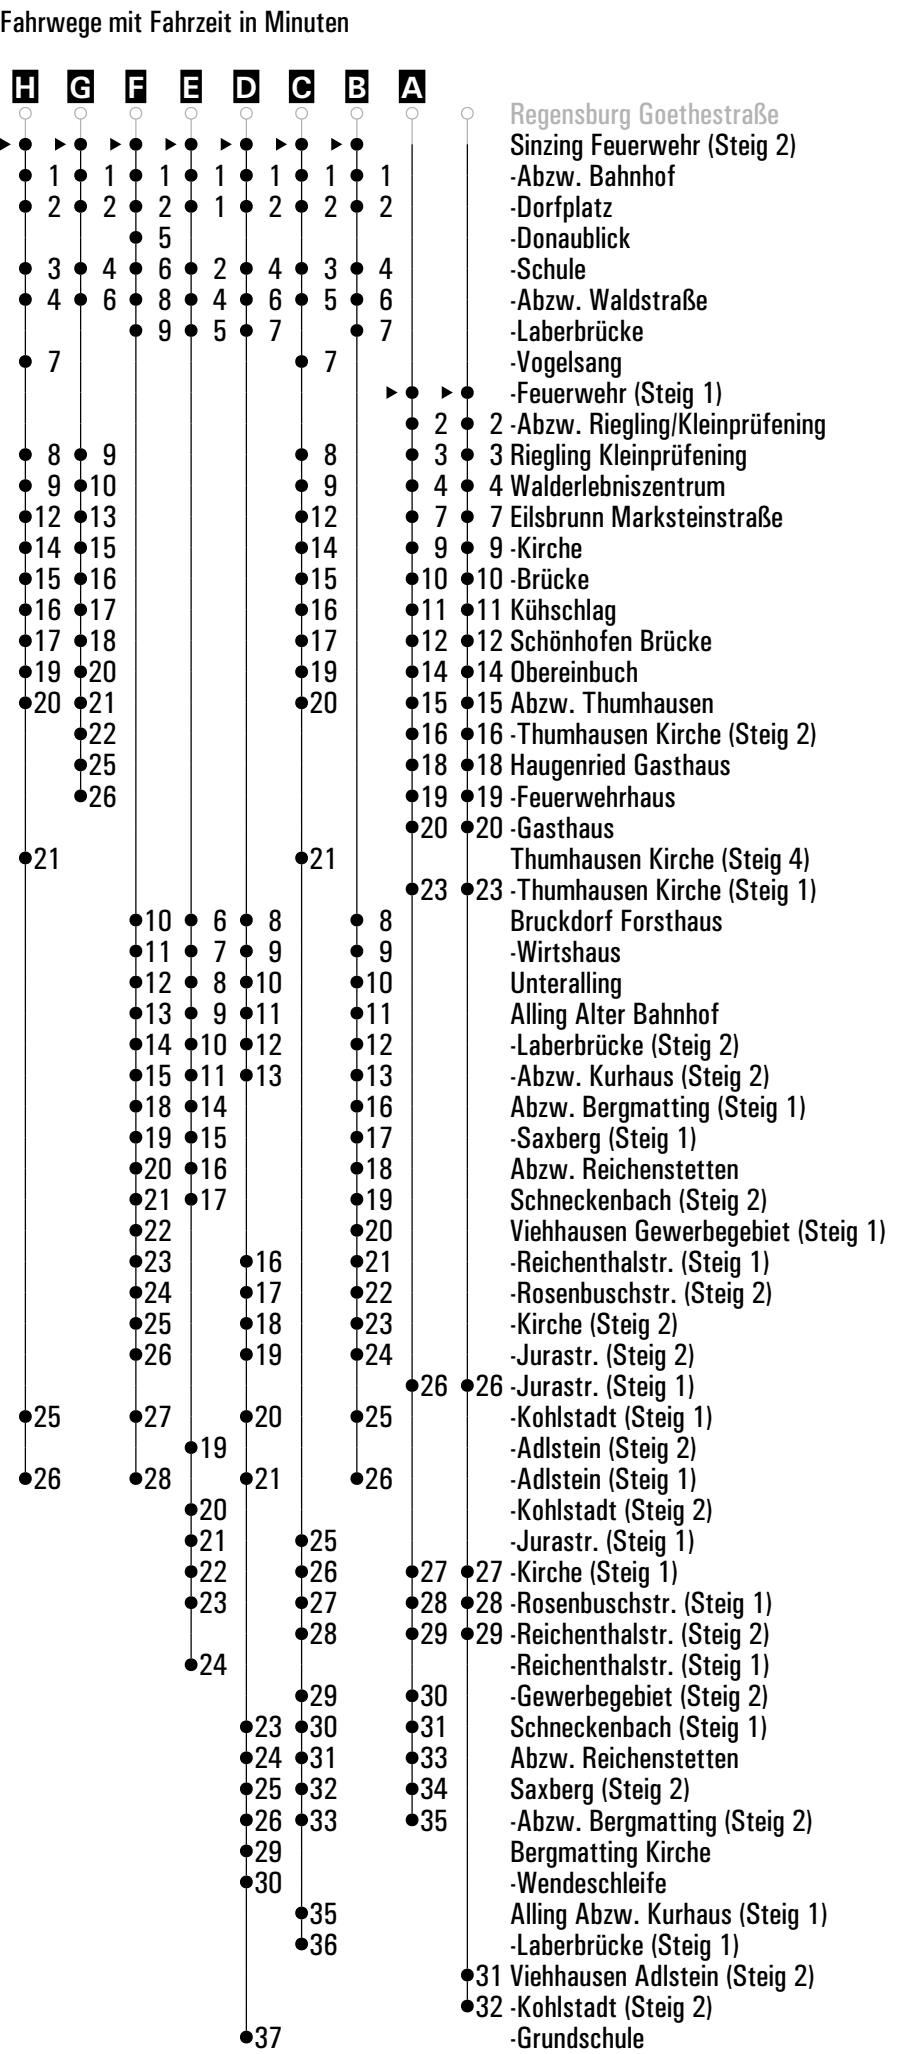 Fahrwege mit Fahrzeit in Minuten
H G F E D C B A
Regensburg Goethestraße
Sinzing Feuerwehr (Steig 2)
1 1 1 1 1 1 1 -Abzw. Bahnhof
2 2 2 1 2 2 2 -Dorfplatz
5 -Donaublick
3 4 6 2 4 3 4 -Schule
4 6 8 4 6 5 6 -Abzw. Waldstraße
9 5 7 7 -Laberbrücke
7 7 -Vogelsang
-Feuerwehr (Steig 1)
2 2 -Abzw. Riegling/Kleinprüfening
8 9 8 3 3 Riegling Kleinprüfening
9 10 9 4 4 Walderlebniszentrum
12 13 12 7 7 Eilsbrunn Marksteinstraße
14 15 14 9 9 -Kirche
15 16 15 10 10 -Brücke
16 17 16 11 11 Kühschlag
17 18 17 12 12 Schönhofen Brücke
19 20 19 14 14 Obereinbuch
20 21 20 15 15 Abzw. Thumhausen
22 16 16 -Thumhausen Kirche (Steig 2)
25 18 18 Haugenried Gasthaus
26 19 19 -Feuerwehrhaus
20 20 -Gasthaus
21 21 Thumhausen Kirche (Steig 4)
23 23 -Thumhausen Kirche (Steig 1)
10 6 8 8 Bruckdorf Forsthaus
11 7 9 9 -Wirtshaus
12 8 10 10 Unteralling
13 9 11 11 Alling Alter Bahnhof
14 10 12 12 -Laberbrücke (Steig 2)
15 11 13 13 -Abzw. Kurhaus (Steig 2)
18 14 16 Abzw. Bergmatting (Steig 1)
19 15 17 -Saxberg (Steig 1)
20 16 18 Abzw. Reichenstetten
21 17 19 Schneckenbach (Steig 2)
22 20 Viehhausen Gewerbegebiet (Steig 1)
23 16 21 -Reichenthalstr. (Steig 1)
24 17 22 -Rosenbuschstr. (Steig 2)
25 18 23 -Kirche (Steig 2)
26 19 24 -Jurastr. (Steig 2)
26 26 -Jurastr. (Steig 1)
25 27 20 25 -Kohlstadt (Steig 1)
19 -Adlstein (Steig 2)
26 28 21 26 -Adlstein (Steig 1)
20 -Kohlstadt (Steig 2)
21 25 -Jurastr. (Steig 1)
22 26 27 27 -Kirche (Steig 1)
23 27 28 28 -Rosenbuschstr. (Steig 1)
28 29 29 -Reichenthalstr. (Steig 2)
24 -Reichenthalstr. (Steig 1)
29 30 -Gewerbegebiet (Steig 2)
23 30 31 Schneckenbach (Steig 1)
24 31 33 Abzw. Reichenstetten
25 32 34 Saxberg (Steig 2)
26 33 35 -Abzw. Bergmatting (Steig 2)
29 Bergmatting Kirche
30 -Wendeschleife
35 Alling Abzw. Kurhaus (Steig 1)
36 -Laberbrücke (Steig 1)
31 Viehhausen Adlstein (Steig 2)
32 -Kohlstadt (Steig 2)
37 -Grundschule